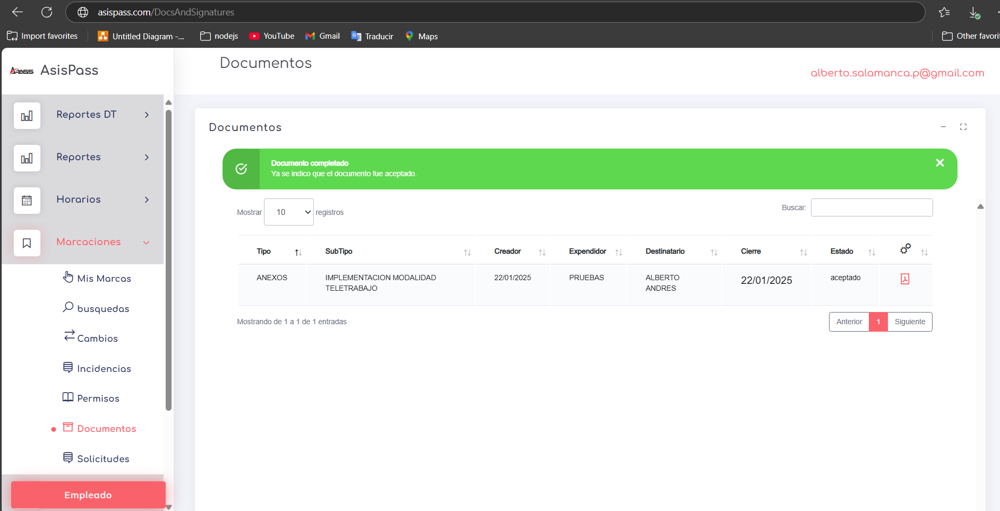 asispass.com/DocsAndSignatures
Import favorites
Untitled Diagram -...
nodejs
YouTube
Gmail
Traducir
Maps
Other favori
APASS AsisPass
Documentos
alberto.salamanca.p@gmail.com
Reportes DT
Reportes
Horarios
Marcaciones
Mis Marcas
busquedas
Cambios
Incidencias
Permisos
Documentos
Solicitudes
Empleado
Documentos
Documento completado
Ya se indico que el documento fue aceptado.
Mostrar 10 registros
Buscar:
Tipo SubTipo Creador Expendidor Destinatario Cierre Estado
ANEXOS IMPLEMENTACION MODALIDAD TELETRABAJO 22/01/2025 PRUEBAS ALBERTO ANDRES 22/01/2025 aceptado
Mostrando de 1 a 1 de 1 entradas
Anterior 1 Siguiente